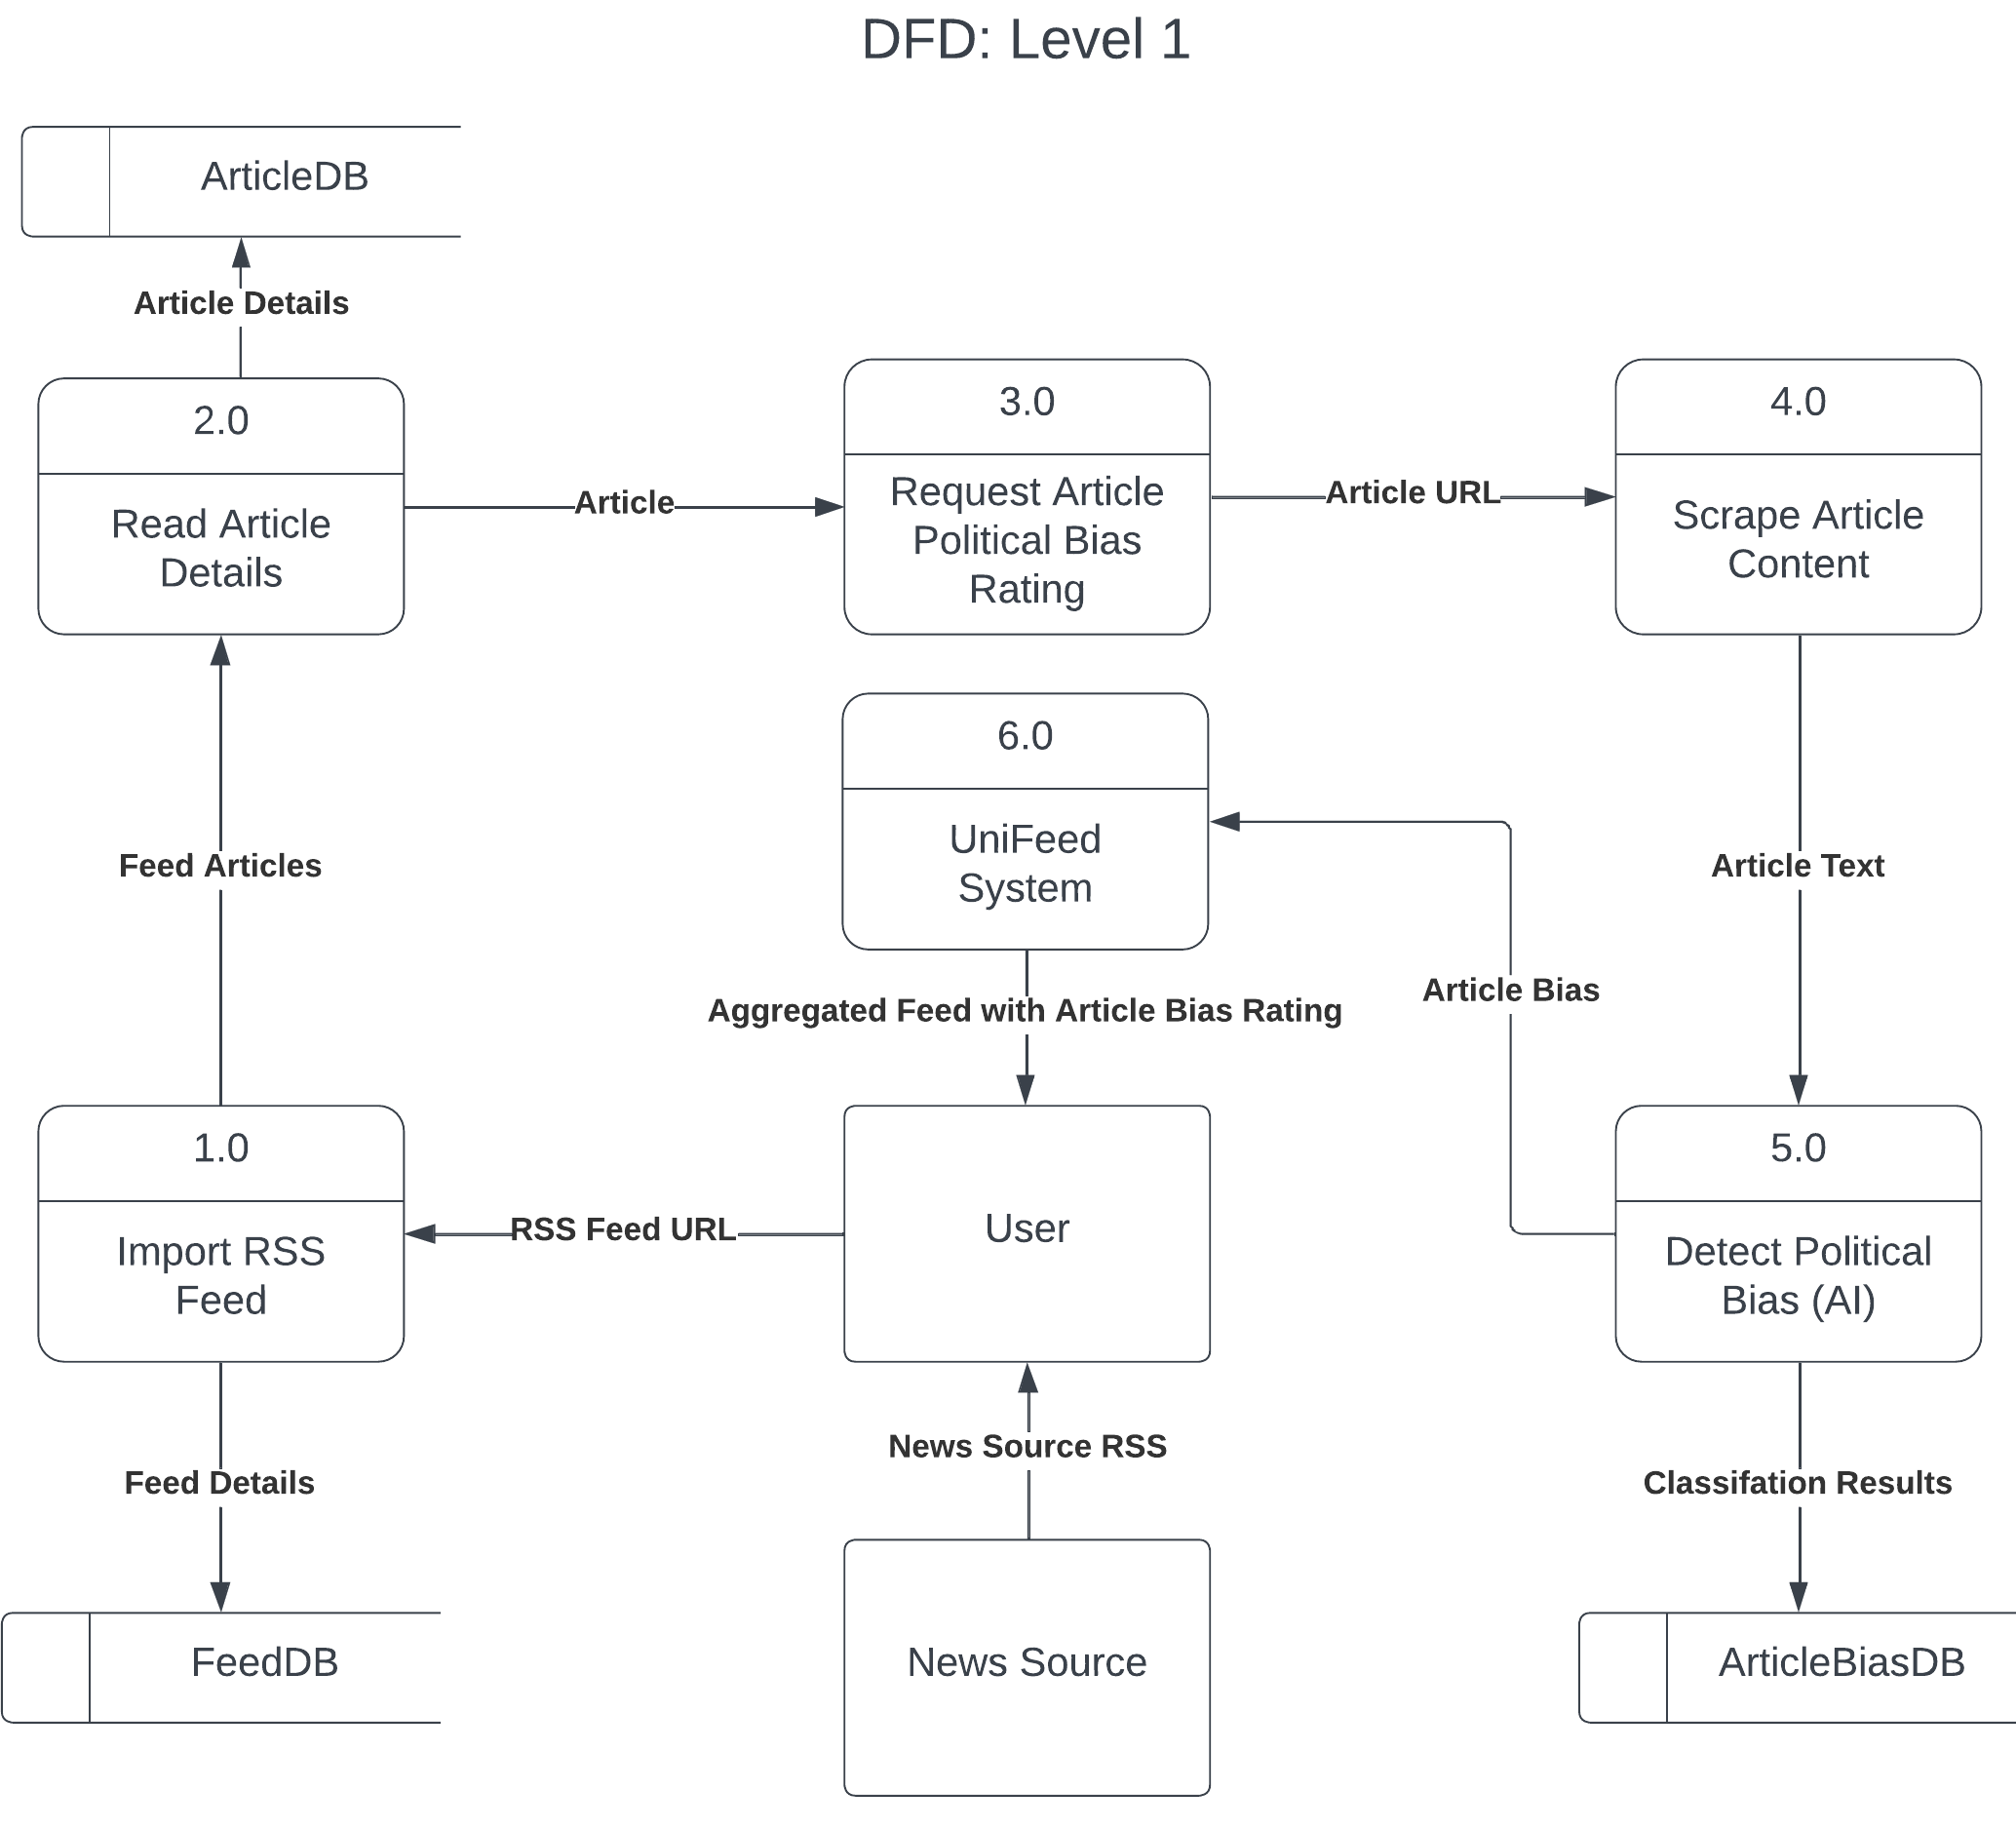 DFD: Level 1
ArticleDB
Article Details
2.0
Read Article
Details
Article
3.0
Request Article
Political Bias
Rating
Article URL
4.0
Scrape Article
Content
6.0
UniFeed
System
Feed Articles
Article Text
Article Bias
Aggregated Feed with Article Bias Rating
1.0
Import RSS
Feed
RSS Feed URL
User
5.0
Detect Political
Bias (AI)
News Source RSS
Feed Details
Classifation Results
FeedDB
News Source
ArticleBiasDB